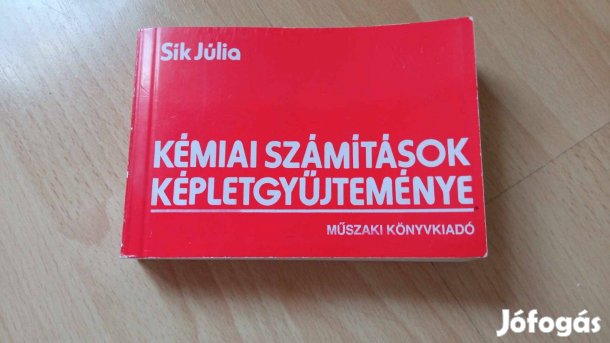 Sík Júlia
KÉMIAI SZÁMÍTÁSOK
KÉPLETGYŰJTEMÉNYE
MŰSZAKI KÖNYVKIADÓ
Jófogás